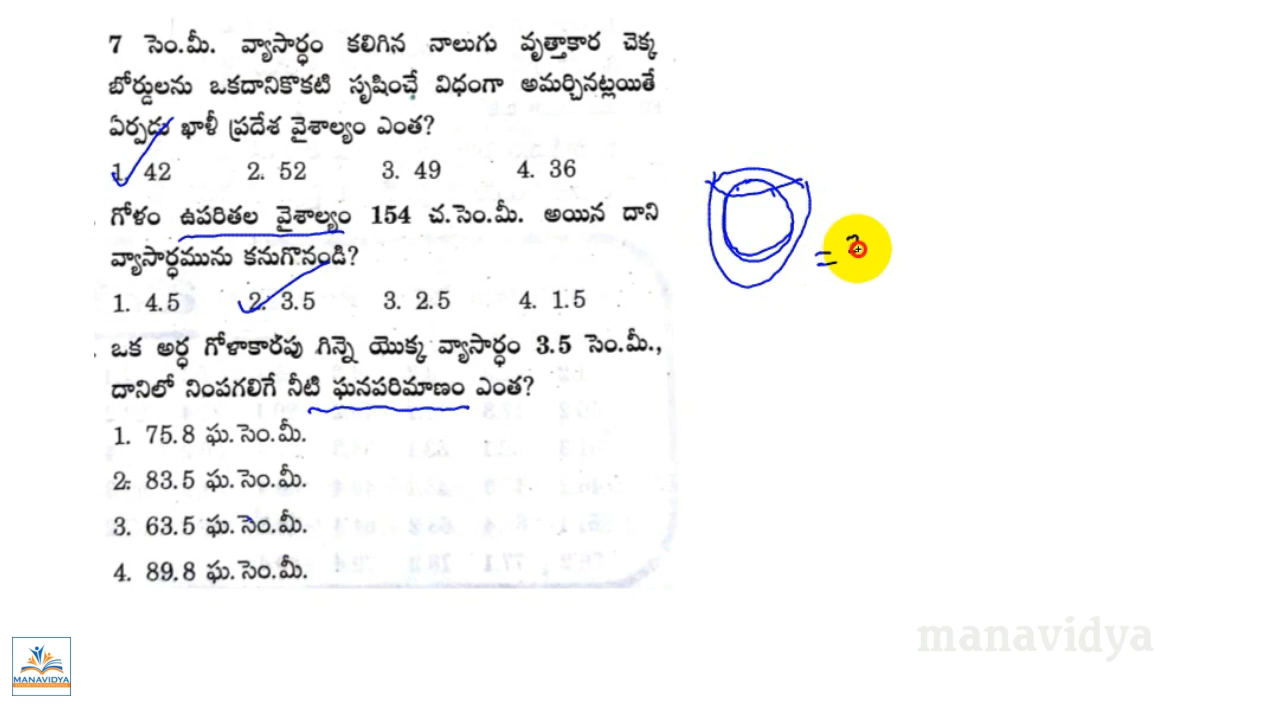 7 సెం.మీ. వ్యాసార్ధం కలిగిన నాలుగు వృత్తాకార చెక్క
బోర్డులను ఒకదానికొకటి సృషించే విధంగా అమర్చినట్లయితే
ఏర్పడు ఖాళీ ప్రదేశ వైశాల్యం ఎంత?
1. 42 2. 52 3. 49 4. 36
గోళం ఉపరితల వైశాల్యం 154 చ.సెం.మీ. అయిన దాని
వ్యాసార్ధమును కనుగొనండి?
1. 4.5 2. 3.5 3. 2.5 4. 1.5
ఒక అర్ధ గోళాకారపు గిన్నె యొక్క వ్యాసార్ధం 3.5 సెం.మీ.,
దానిలో నింపగలిగే నీటి ఘనపరిమాణం ఎంత?
1. 75.8 ఘ.సెం.మీ.
2. 83.5 ఘ.సెం.మీ.
3. 63.5 ఘ.సెం.మీ.
4. 89.8 ఘ.సెం.మీ.
=
manavidya
MANAVIDYA